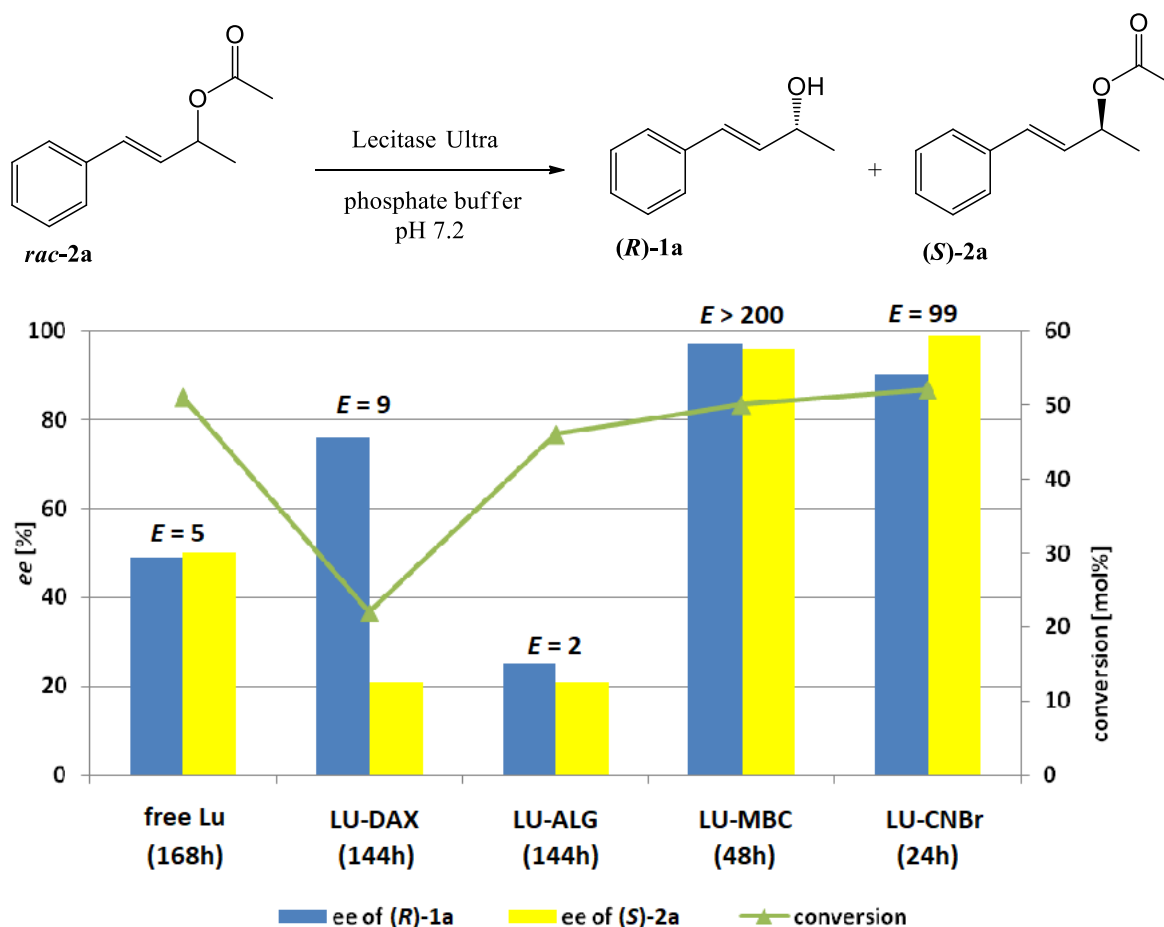 O
O
O
O
OH
Lecitase Ultra
phosphate buffer
pH 7.2
+
rac-2a
(R)-1a
(S)-2a
E > 200
E = 99
E = 9
E = 5
E = 2
100
80
60
40
20
0
ee [%]
60
50
40
30
20
10
0
conversion [mol%]
free Lu
(168h)
LU-DAX
(144h)
LU-ALG
(144h)
LU-MBC
(48h)
LU-CNBr
(24h)
ee of (R)-1a
ee of (S)-2a
conversion